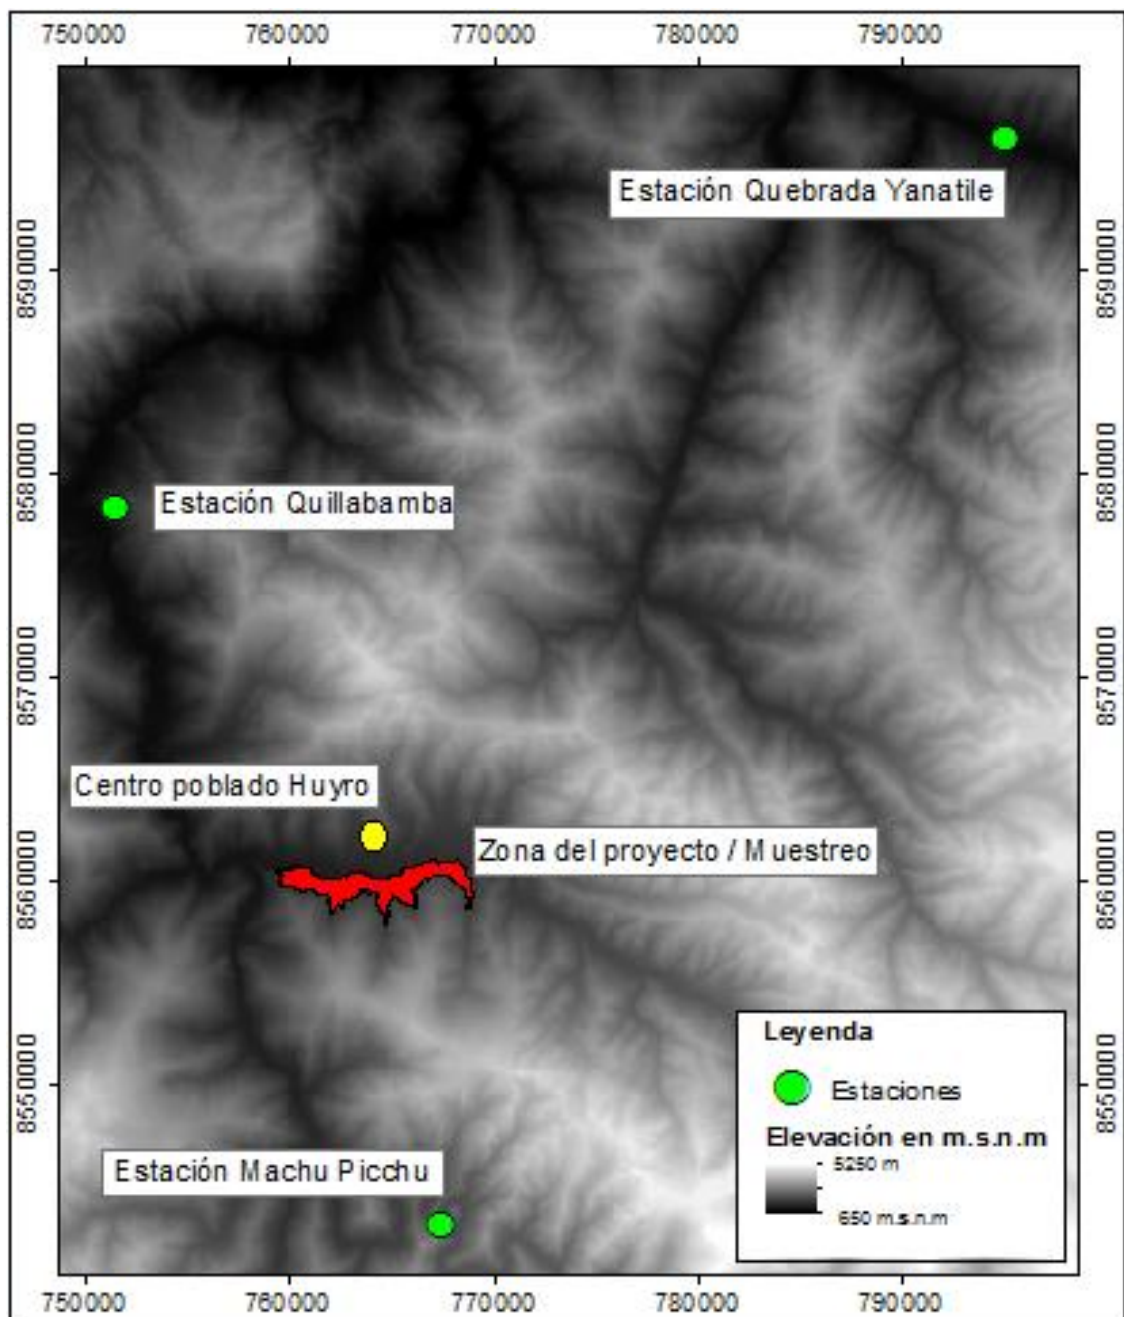 750000 760000 770000 780000 790000
Estación Quebrada Yanatile
8590000 8590000
8580000 8580000
Estación Quillabamba
8570000 8570000
Centro poblado Huyro
Zona del proyecto / Muestreo
8560000 8560000
Leyenda
Estaciones
8550000 8550000
Elevación en m.s.n.m
5250 m
650 m.s.n.m
Estación Machu Picchu
750000 760000 770000 780000 790000